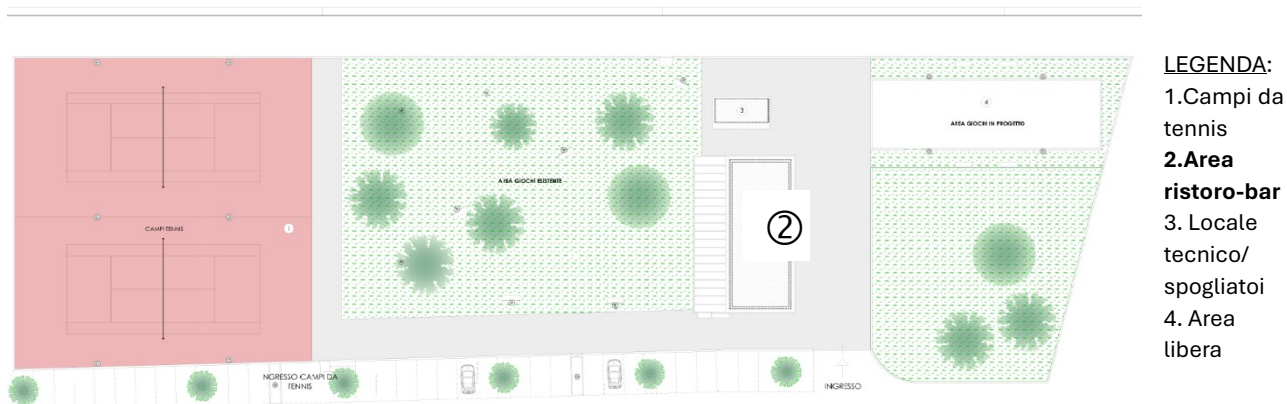 3
4
AREA GIOCHI IN PROGETTO
AREA GIOCHI ESISTENTE
②
CAMPI TENNIS
1
INGRESSO CAMPI DA
TENNIS
INGRESSO
LEGENDA:
1.Campi da
tennis
2.Area
ristoro-bar
3. Locale
tecnico/
spogliatoi
4. Area
libera